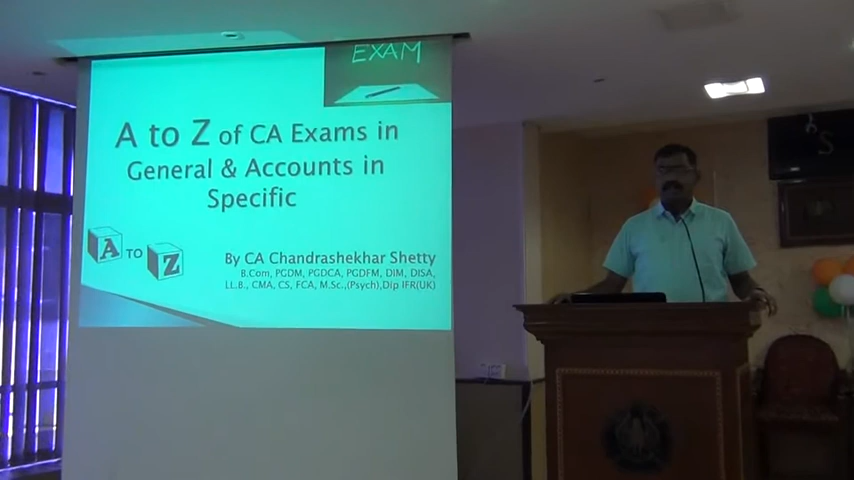 EXAM
A to Z of CA Exams in
General & Accounts in
Specific
A TO Z
By CA Chandrashekhar Shetty
B.Com, PGDM, PGDCA, PGDFM, DIM, DISA,
LL.B., CMA, CS, FCA, M.Sc.,(Psych),Dip IFR(UK)